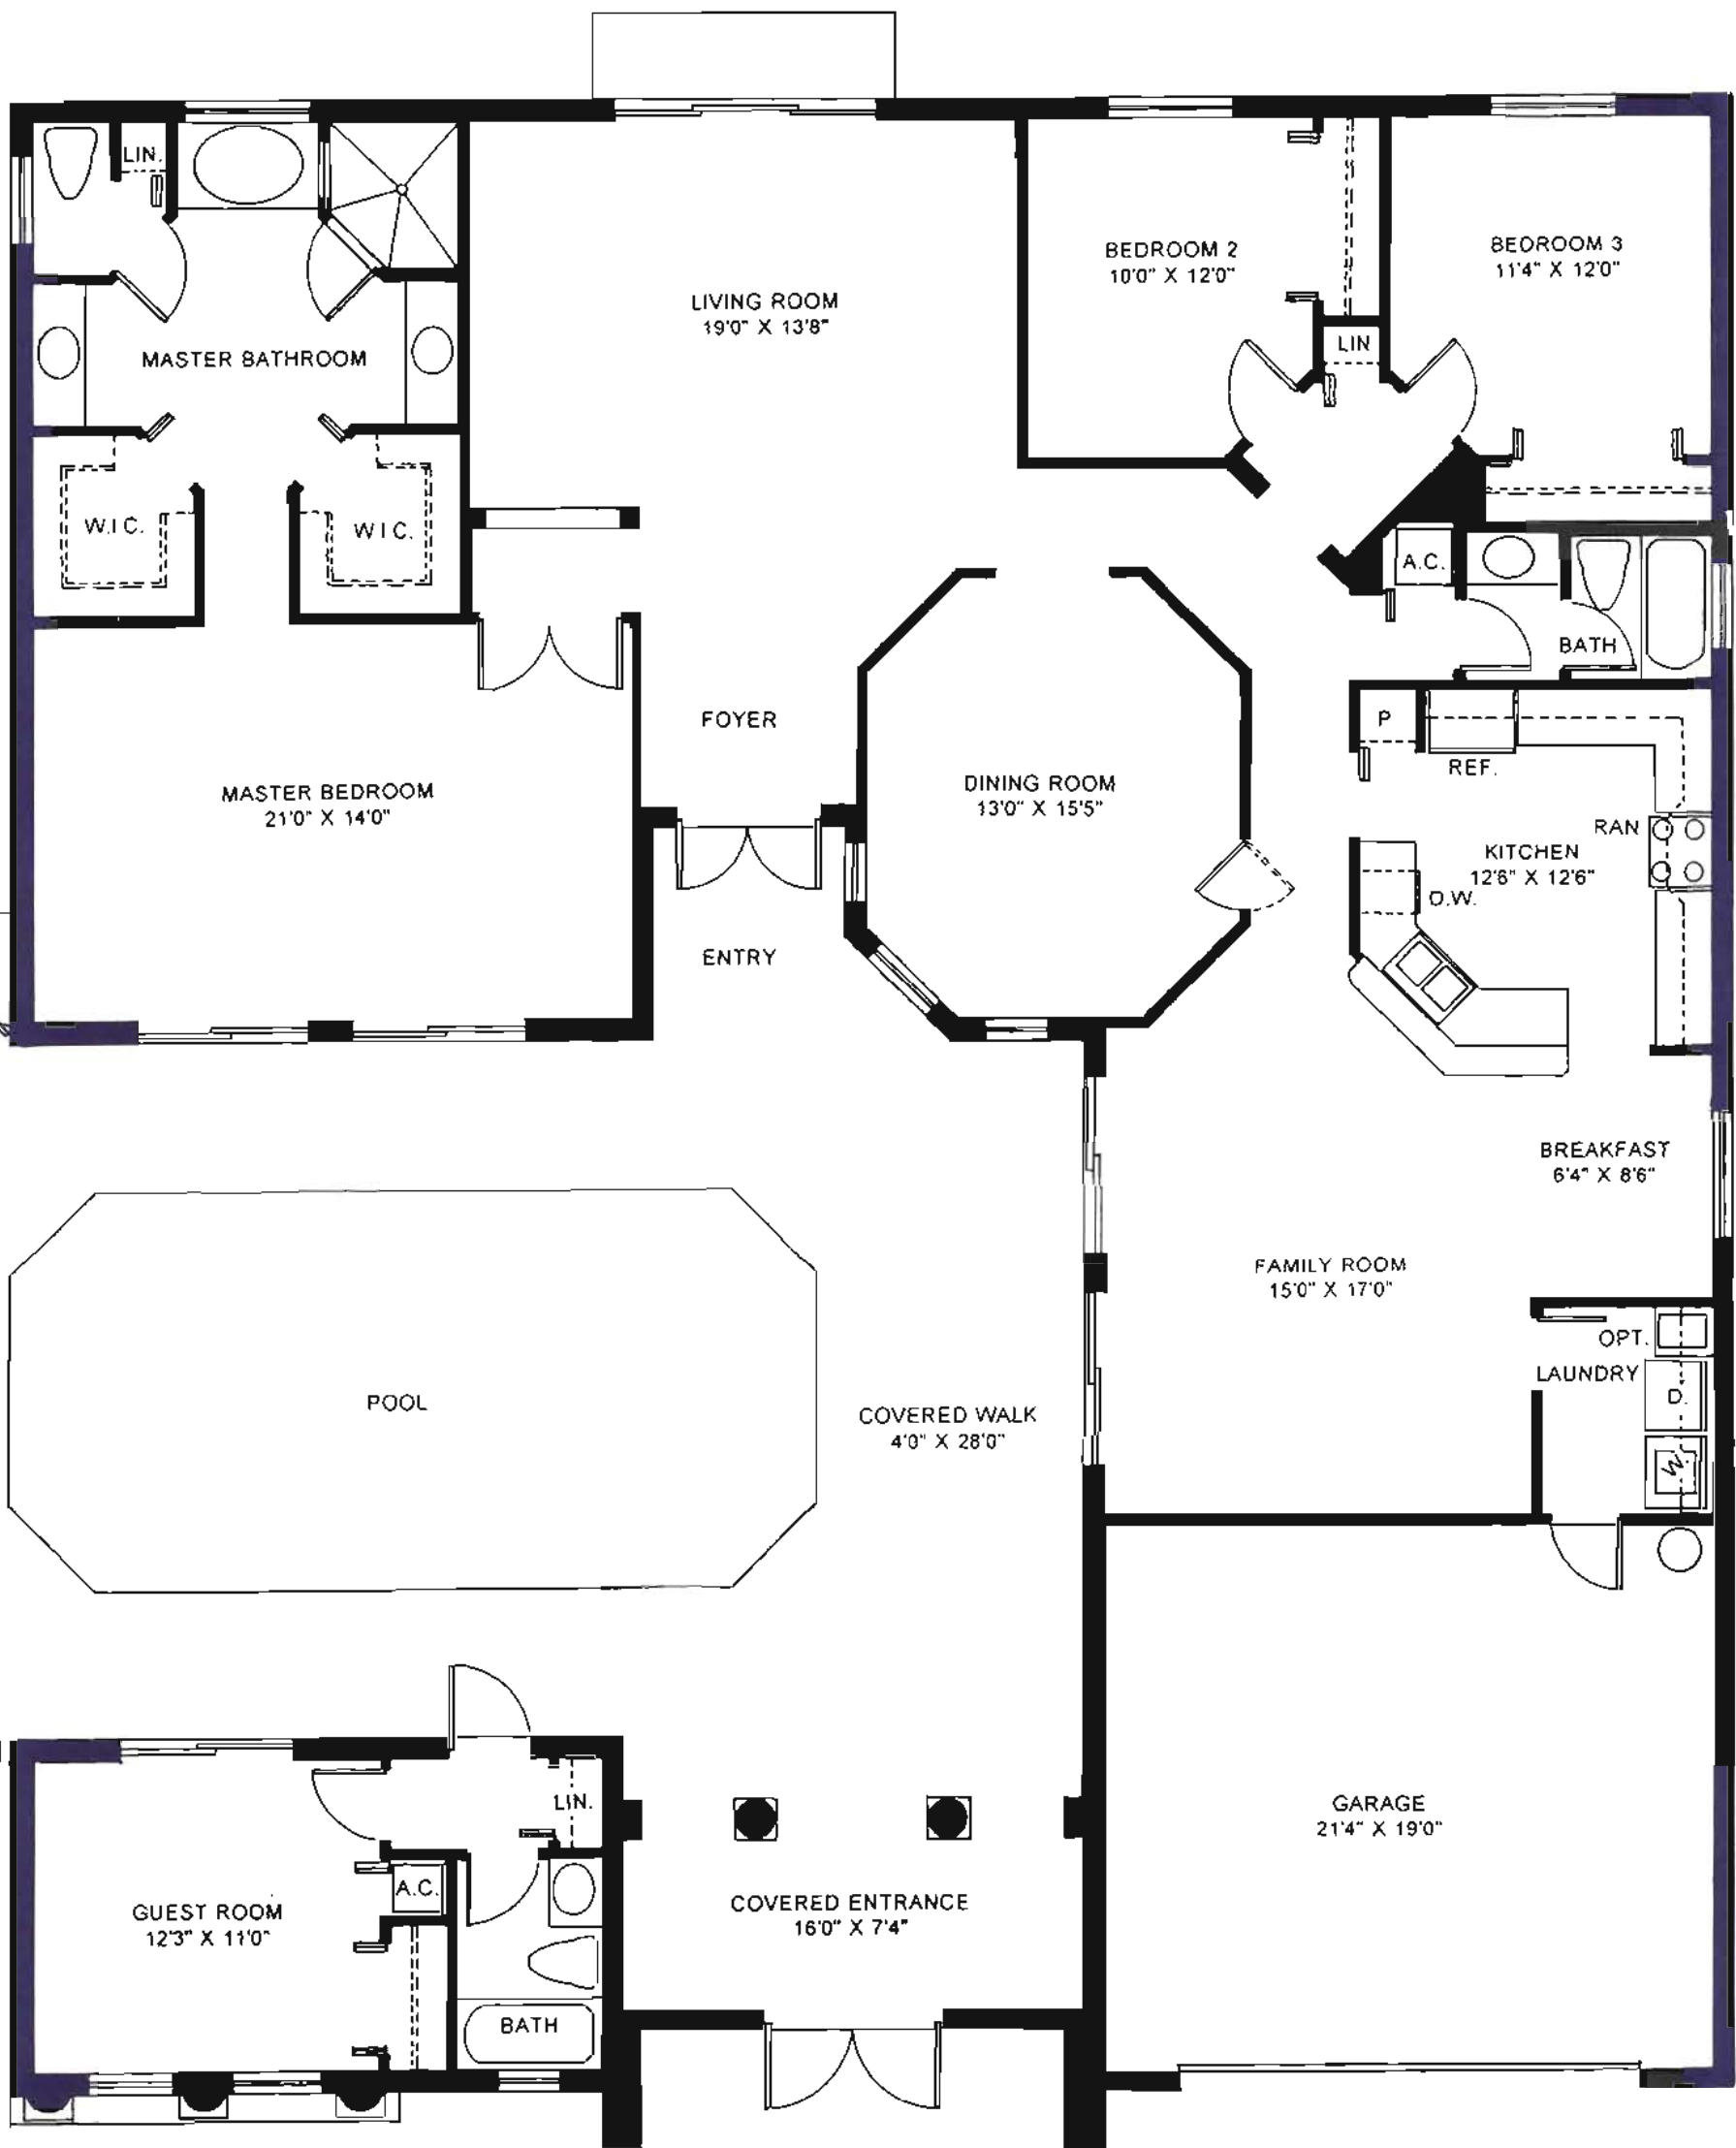 LIN.
BEDROOM 2
10'0" X 12'0"
BEDROOM 3
11'4" X 12'0"
LIVING ROOM
19'0" X 13'8"
LIN
MASTER BATHROOM
W.I.C.
W.I.C.
A.C.
BATH
FOYER
P
REF.
MASTER BEDROOM
21'0" X 14'0"
DINING ROOM
13'0" X 15'5"
RAN
KITCHEN
12'6" X 12'6"
D.W.
ENTRY
BREAKFAST
6'4" X 8'6"
FAMILY ROOM
15'0" X 17'0"
OPT.
LAUNDRY
D.
W.
POOL
COVERED WALK
4'0" X 28'0"
LIN.
GARAGE
21'4" X 19'0"
A.C.
GUEST ROOM
12'3" X 11'0"
COVERED ENTRANCE
16'0" X 7'4"
BATH